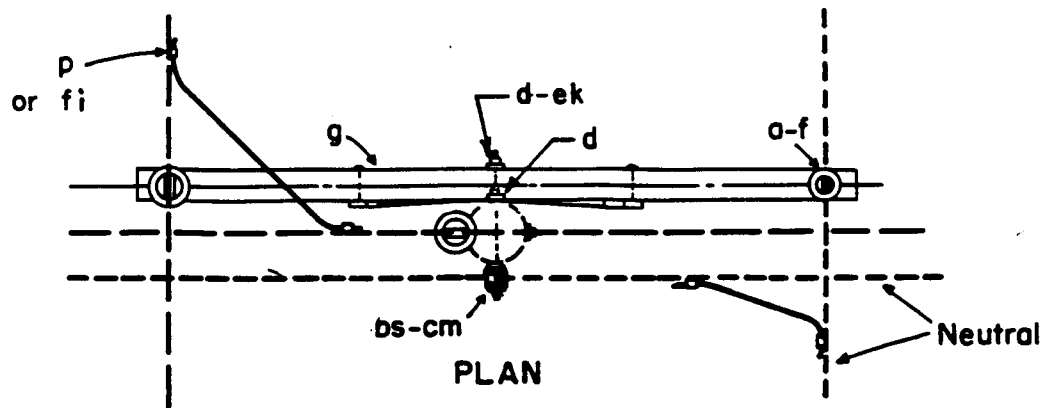 p
or fi
g
d-ek
d
a-f
bs-cm
Neutral
PLAN